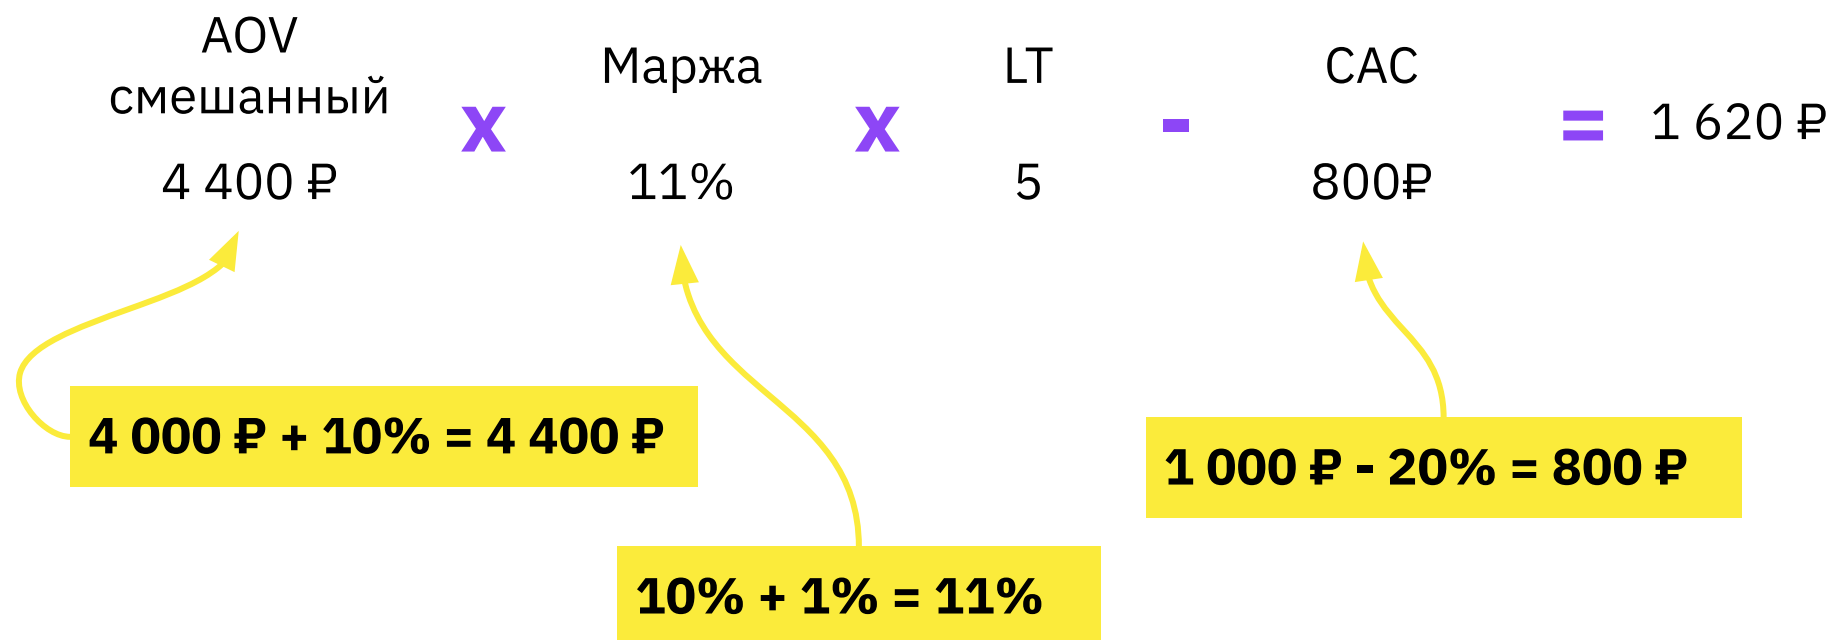 AOV
смешанный
x
Маржа
x
LT
-
CAC
=
1 620 ₽
4 400 ₽
11%
5
800₽
4 000 ₽ + 10% = 4 400 ₽
1 000 ₽ - 20% = 800 ₽
10% + 1% = 11%